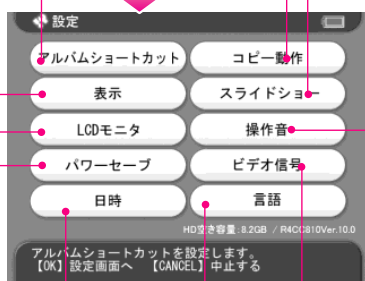 設定
アルバムショートカット
コピー動作
表示
スライドショー
LCDモニタ
操作音
パワーセーブ
ビデオ信号
日時
言語
HD空き容量:8.2GB / R4CC810Ver.10.0
アルバムショートカットを設定します。
【OK】設定画面へ 【CANCEL】中止する